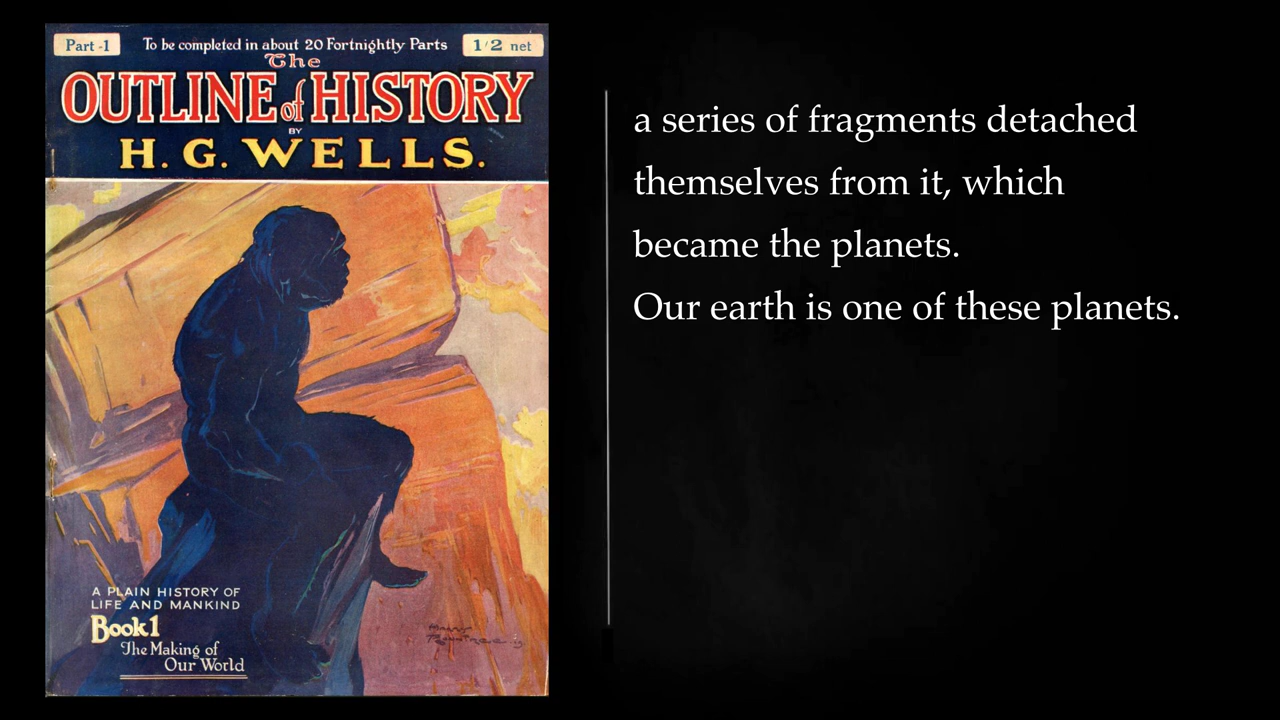 Part -1
To be completed in about 20 Fortnightly Parts
1/2 net
The
OUTLINE of HISTORY
BY
H. G. WELLS.
A PLAIN HISTORY OF
LIFE AND MANKIND
Book 1
The Making of
Our World
a series of fragments detached
themselves from it, which
became the planets.
Our earth is one of these planets.